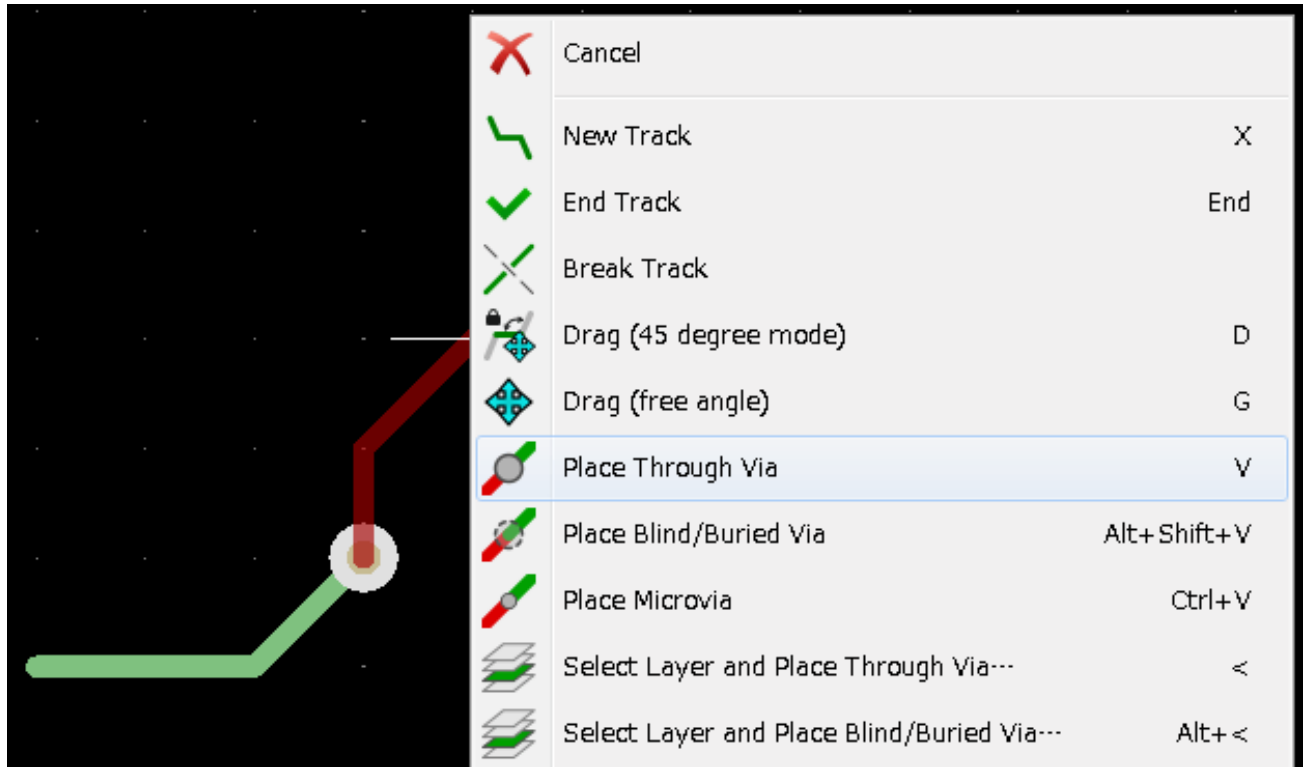 Cancel
New Track X
End Track End
Break Track
Drag (45 degree mode) D
Drag (free angle) G
Place Through Via V
Place Blind/Buried Via Alt+Shift+V
Place Microvia Ctrl+V
Select Layer and Place Through Via··· <
Select Layer and Place Blind/Buried Via··· Alt+<